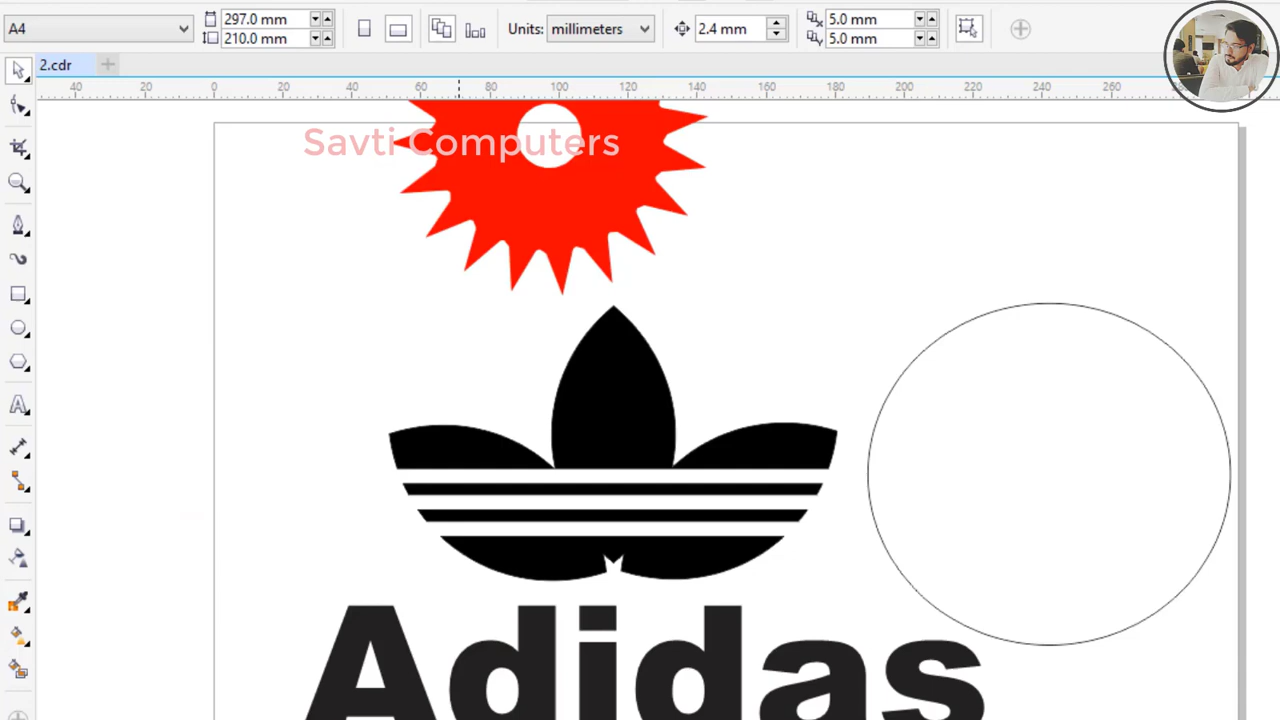 A4
297.0 mm
210.0 mm
Units: millimeters
2.4 mm
5.0 mm
5.0 mm
2.cdr
40 20 0 20 40 60 80 100 120 140 160 180 200 220 240 260
Savti Computers
Adidas